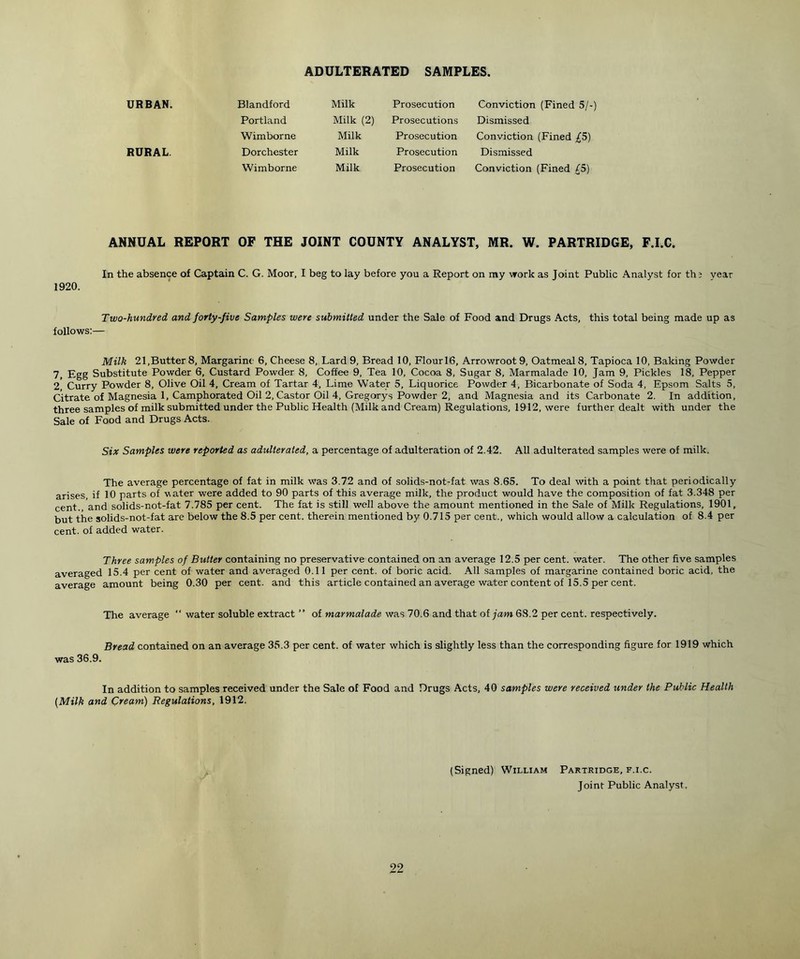 ADULTERATED SAMPLES.
URBAN. Blandford Milk Prosecution Conviction (Fined 5/-)
Portland Milk (2) Prosecutions Dismissed
Wimborne Milk Prosecution Conviction (Fined £5)
RURAL. Dorchester Milk Prosecution Dismissed
Wimborne Milk Prosecution Conviction (Fined £5)
ANNUAL REPORT OF THE JOINT COUNTY ANALYST, MR. W. PARTRIDGE, F.I.C.
In the absence of Captain C. G. Moor, I beg to lay before you a Report on my work as Joint Public Analyst for the year
1920.
Two-hundred and forty-five Samples were submitted under the Sale of Food and Drugs Acts, this total being made up as
follows:—
Milk 21,Butter 8, Margarine 6, Cheese 8, Lard 9, Bread 10, Flour16, Arrowroot 9, Oatmeal 8, Tapioca 10, Baking Powder
7, Egg Substitute Powder 6, Custard Powder 8, Coffee 9, Tea 10, Cocoa 8, Sugar 8, Marmalade 10, Jam 9, Pickles 18, Pepper
2, Curry Powder 8, Olive Oil 4, Cream of Tartar 4, Lime Water 5, Liquorice Powder 4, Bicarbonate of Soda 4, Epsom Salts 5,
Citrate of Magnesia 1, Camphorated Oil 2, Castor Oil 4, Gregorys Powder 2, and Magnesia and its Carbonate 2. In addition,
three samples of milk submitted under the Public Health (Milk and Cream) Regulations, 1912, were further dealt with under the
Sale of Food and Drugs Acts.
Six Samples were reported as adulterated, a percentage of adulteration of 2.42. All adulterated samples were of milk.
The average percentage of fat in milk was 3.72 and of solids-not-fat was 8.65. To deal with a point that periodically
arises, if 10 parts of water were added to 90 parts of this average milk, the product would have the composition of fat 3.348 per
cent., and solids-not-fat 7.785 per cent. The fat is still well above the amount mentioned in the Sale of Milk Regulations, 1901,
but the solids-not-fat are below the 8.5 per cent. therein mentioned by 0.715 per cent., which would allow a calculation of 8.4 per
cent. of added water.
Three samples of Butter containing no preservative contained on an average 12.5 per cent. water. The other five samples
averaged 15.4 per cent of water and averaged 0.11 per cent. of boric acid. All samples of margarine contained boric acid, the
average amount being 0.30 per cent. and this article contained an average water content of 15.5 per cent.
The average " water soluble extract " of marmalade was 70.6 and that of jam 68.2 per cent. respectively.
Bread contained on an average 35.3 per cent. of water which is slightly less than the corresponding figure for 1919 which
was 36.9.
In addition to samples received under the Sale of Food and Drugs Acts, 40 samples were received under the Public Health
(Milk and Cream) Regulations, 1912.
(Signed) WILLIAM PARTRIDGE, F.I.C.
Joint Public Analyst.
22